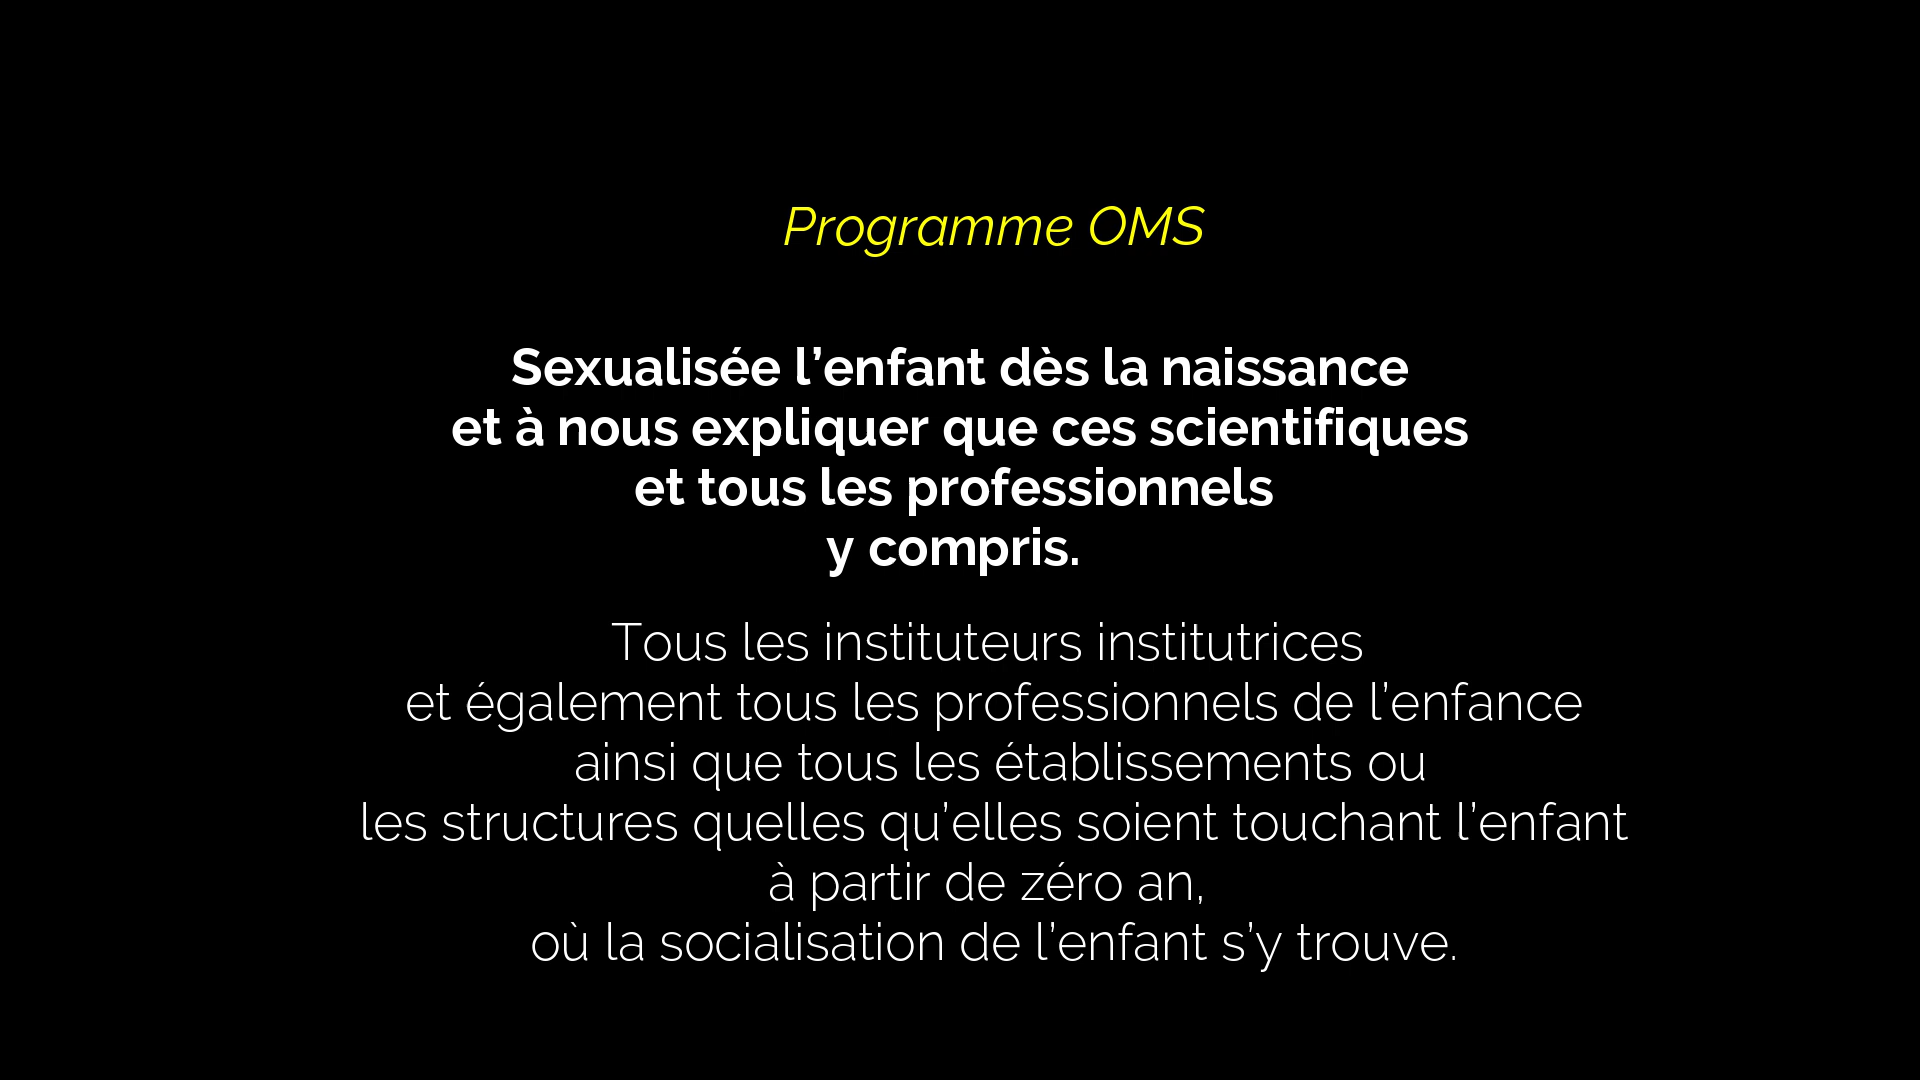 Programme OMS
Sexualisée l’enfant dès la naissance
et à nous expliquer que ces scientifiques
et tous les professionnels
y compris.
Tous les instituteurs institutrices
et également tous les professionnels de l’enfance
ainsi que tous les établissements ou
les structures quelles qu’elles soient touchant l’enfant
à partir de zéro an,
où la socialisation de l’enfant s’y trouve.